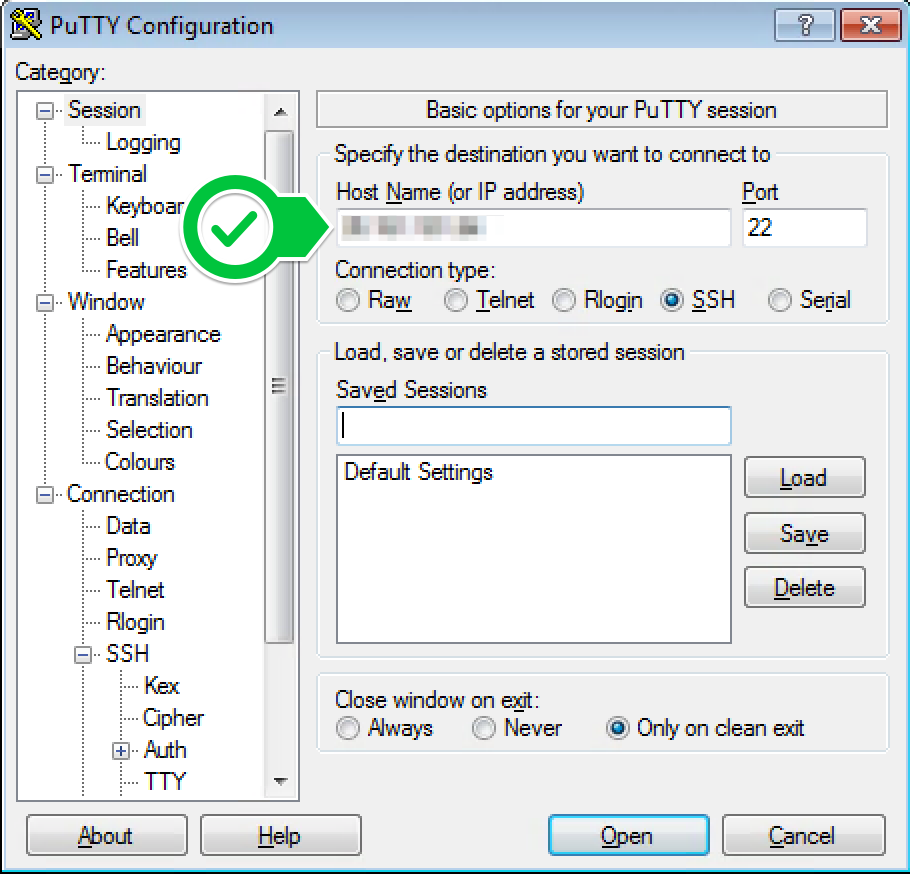 PuTTY Configuration
Category:
Session
Logging
Terminal
Keyboar
Bell
Features
Window
Appearance
Behaviour
Translation
Selection
Colours
Connection
Data
Proxy
Telnet
Rlogin
SSH
Kex
Cipher
Auth
TTY
Basic options for your PuTTY session
Specify the destination you want to connect to
Host Name (or IP address) Port
22
Connection type:
Raw Telnet Rlogin SSH Serial
Load, save or delete a stored session
Saved Sessions
Default Settings
Load
Save
Delete
Close window on exit:
Always Never Only on clean exit
About Help Open Cancel